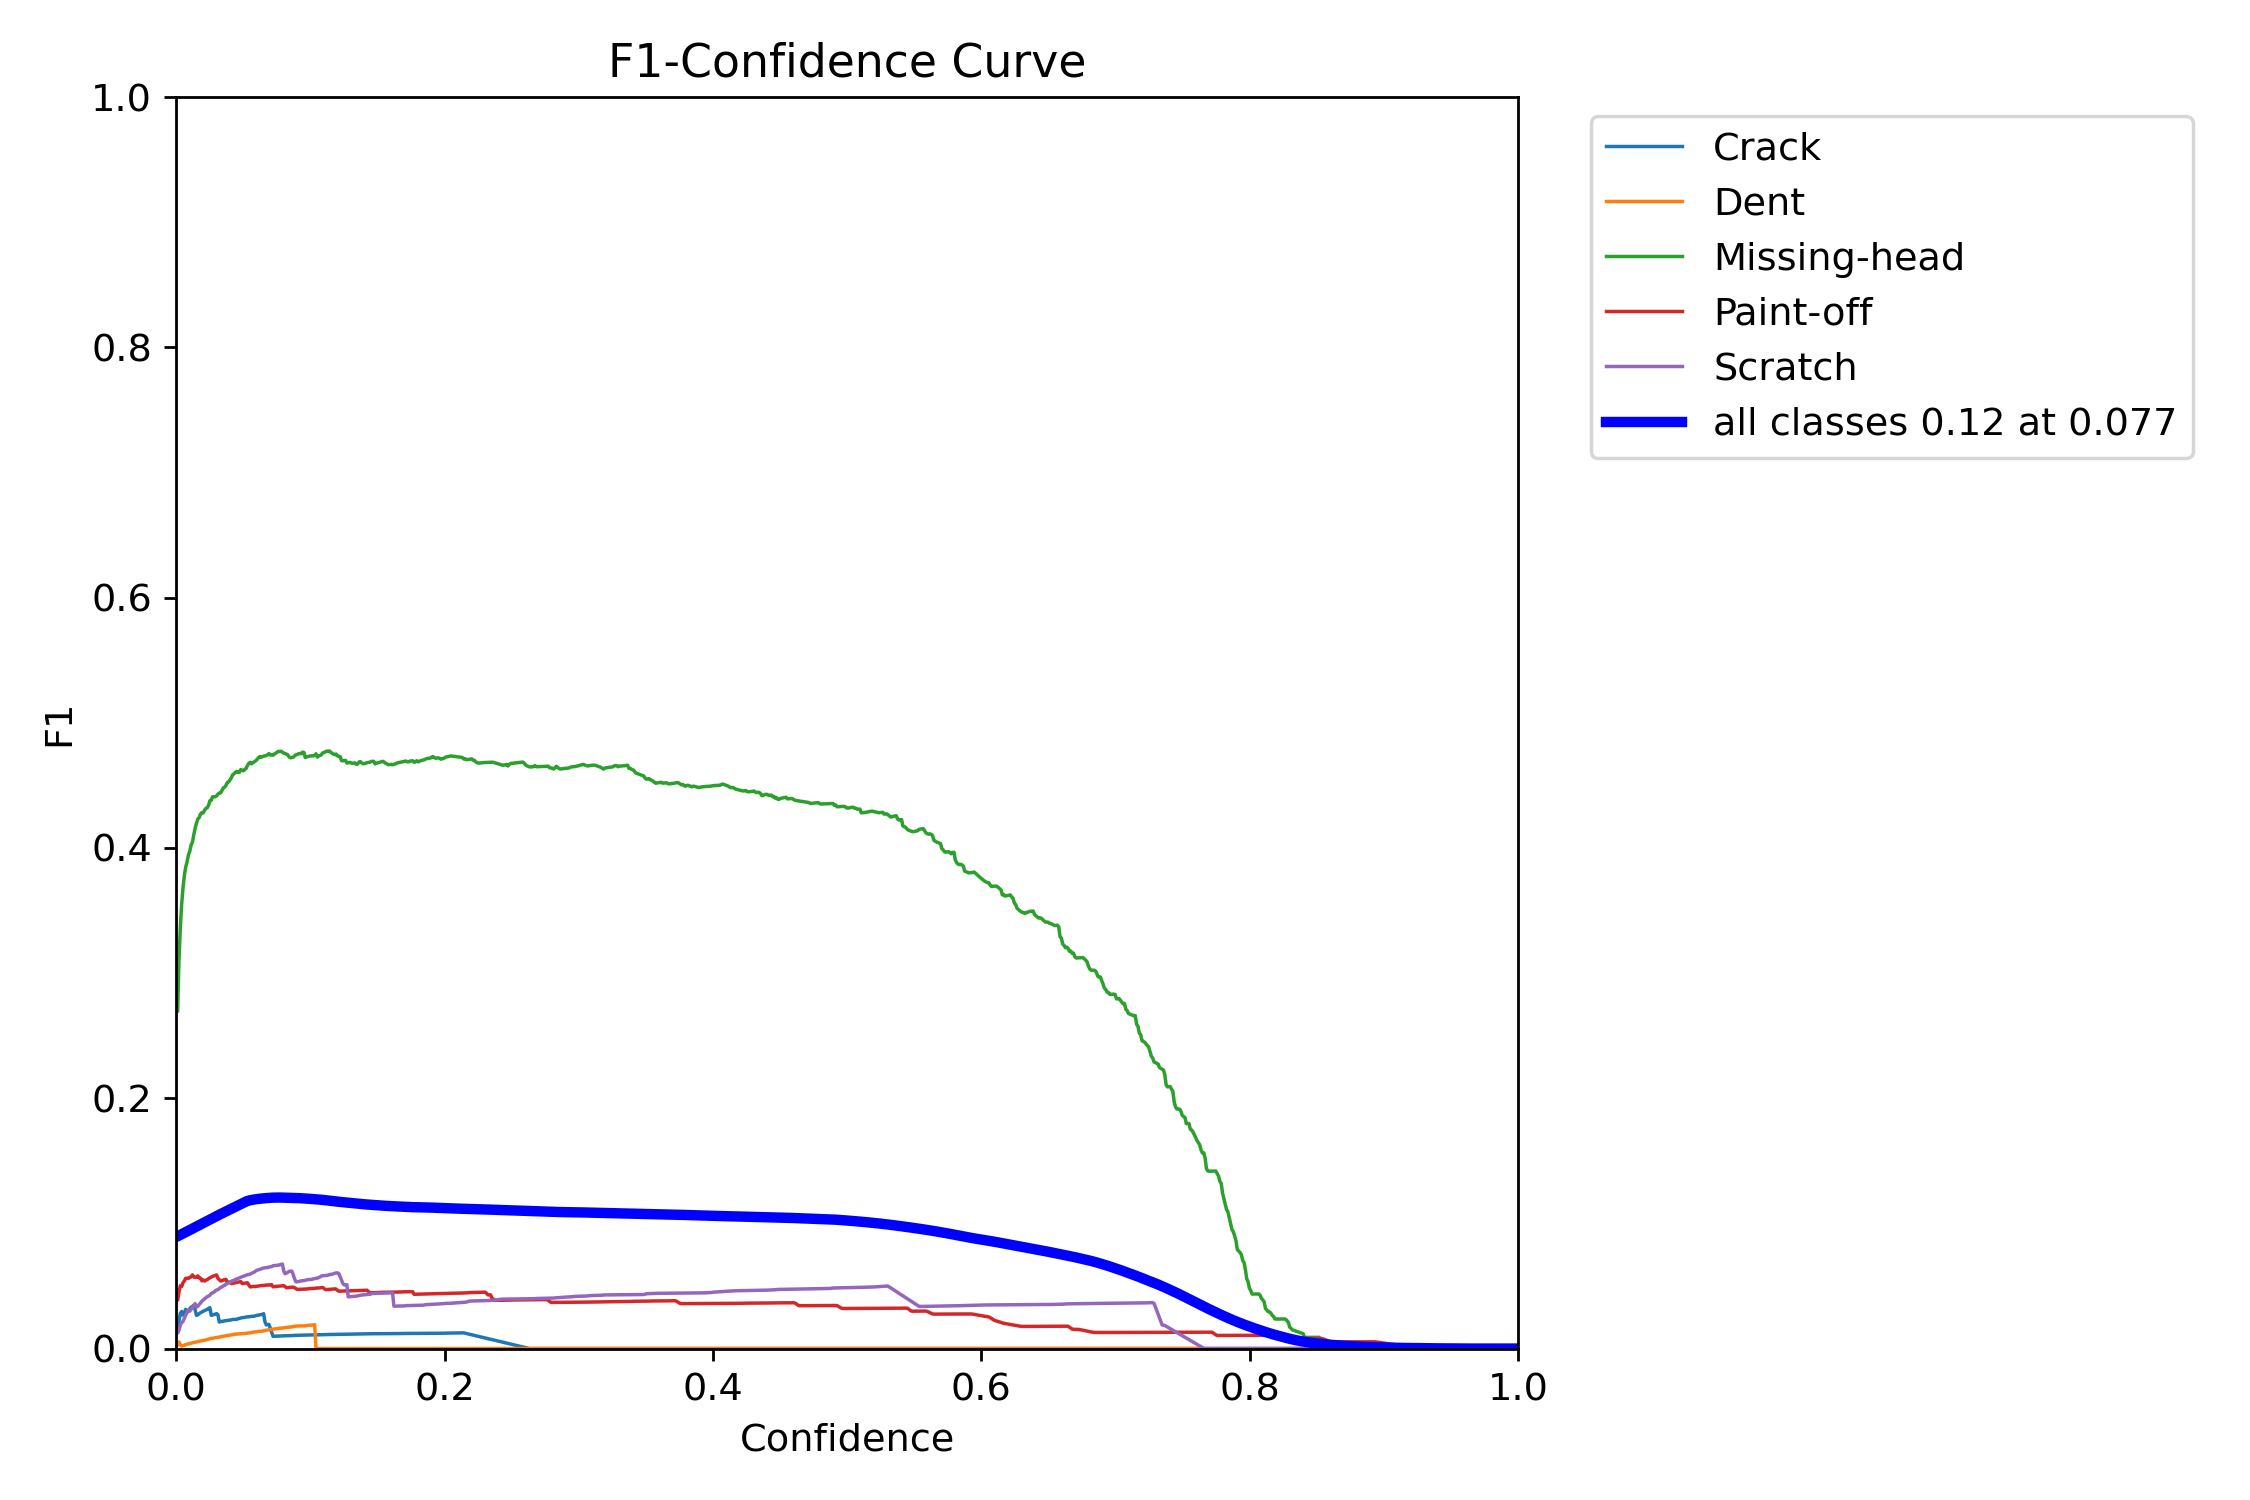 F1-Confidence Curve
1.0
0.8
0.6
0.4
0.2
0.0
F1
0.0 0.2 0.4 0.6 0.8 1.0
Confidence
Crack
Dent
Missing-head
Paint-off
Scratch
all classes 0.12 at 0.077